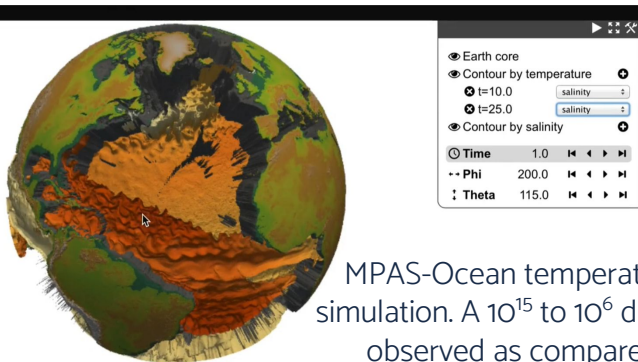 Earth core
Contour by temperature
t=10.0 salinity
t=25.0 salinity
Contour by salinity
Time 1.0
Phi 200.0
Theta 115.0
MPAS-Ocean temperat
simulation. A 10¹⁵ to 10⁶ d
observed as compare